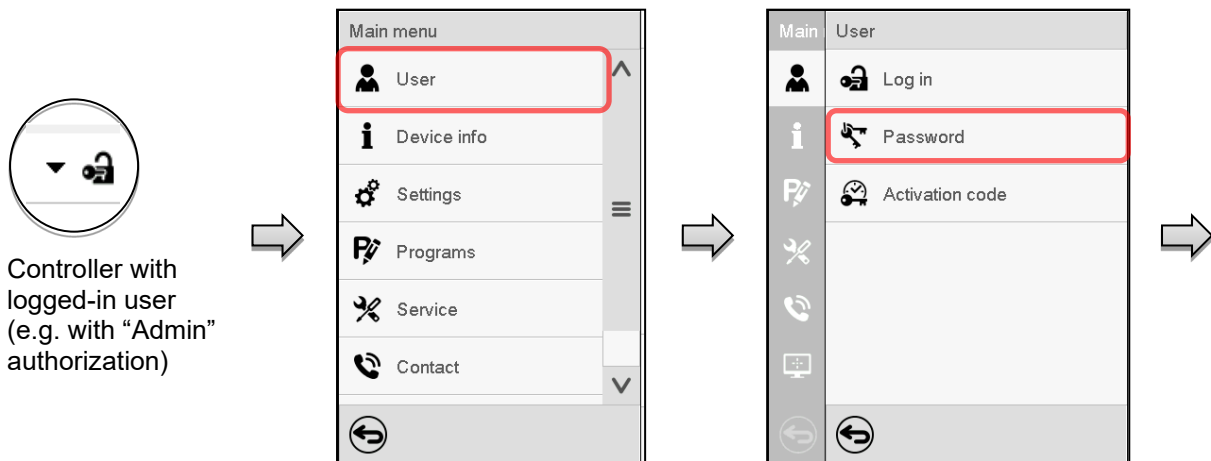 Controller with
logged-in user
(e.g. with “Admin”
authorization)
Main menu
User
Device info
Settings
Programs
Service
Contact
Main
User
Log in
Password
Activation code